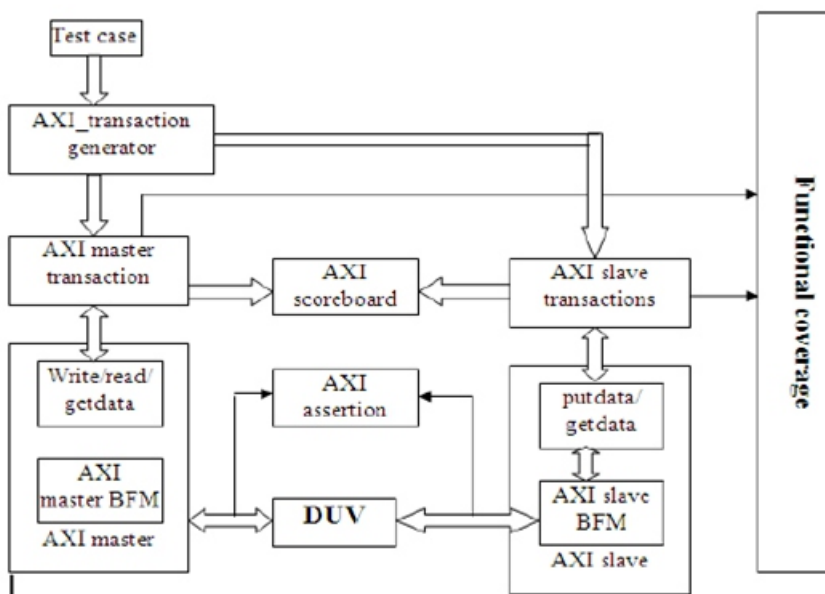 Test case
AXI_transaction
generator
AXI master
transaction
AXI
scoreboard
AXI slave
transactions
Functional coverage
Write/read/
getdata
AXI
assertion
putdata/
getdata
AXI
master BFM
AXI master
DUV
AXI slave
BFM
AXI slave